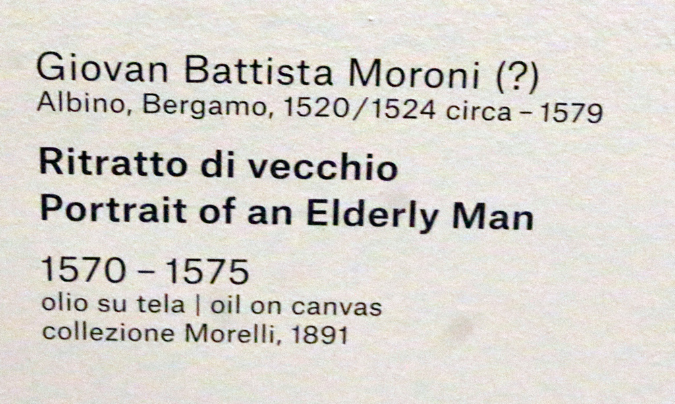 Giovan Battista Moroni (?)
Albino, Bergamo, 1520/1524 circa – 1579
Ritratto di vecchio
Portrait of an Elderly Man
1570 – 1575
olio su tela | oil on canvas
collezione Morelli, 1891